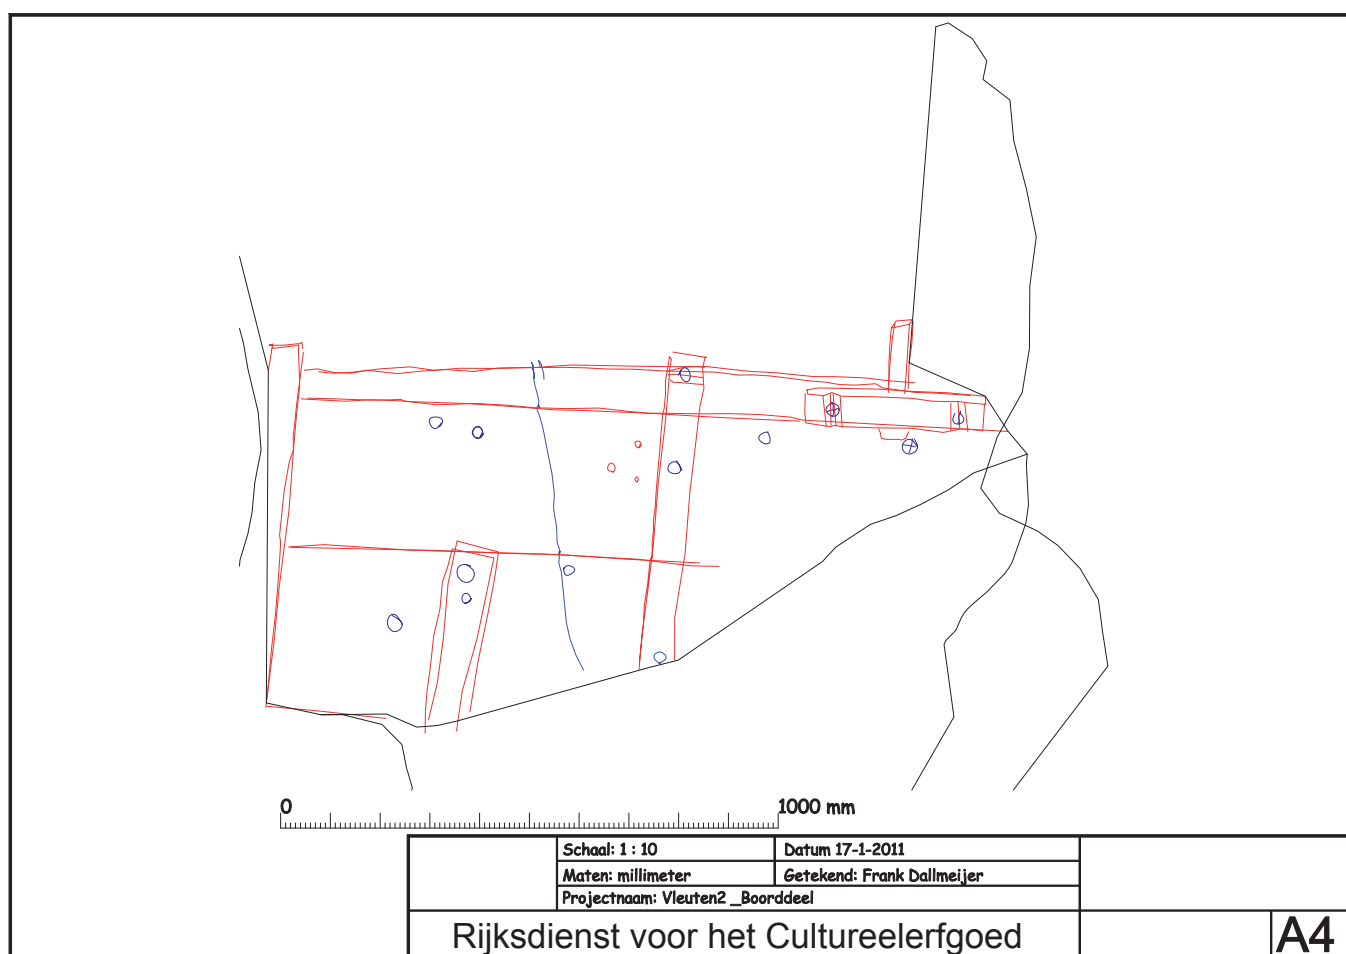 0 1000 mm
Schaal: 1 : 10 Datum 17-1-2011
Maten: millimeter Getekend: Frank Dallmeijer
Projectnaam: Vleuten2 _Boorddeel
Rijksdienst voor het Cultureelerfgoed A4